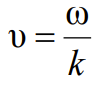 υ = ω / k